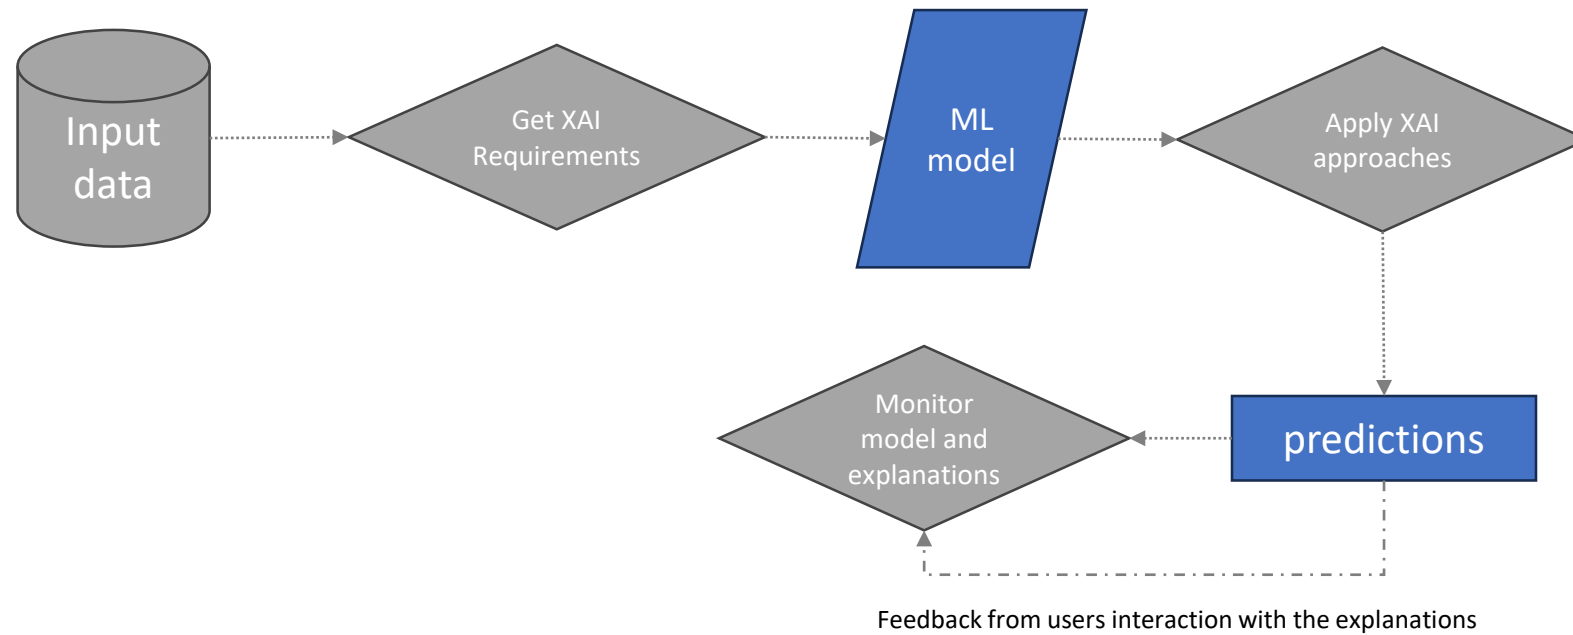 Input
data
Get XAI
Requirements
ML
model
Apply XAI
approaches
Monitor
model and
explanations
predictions
Feedback from users interaction with the explanations